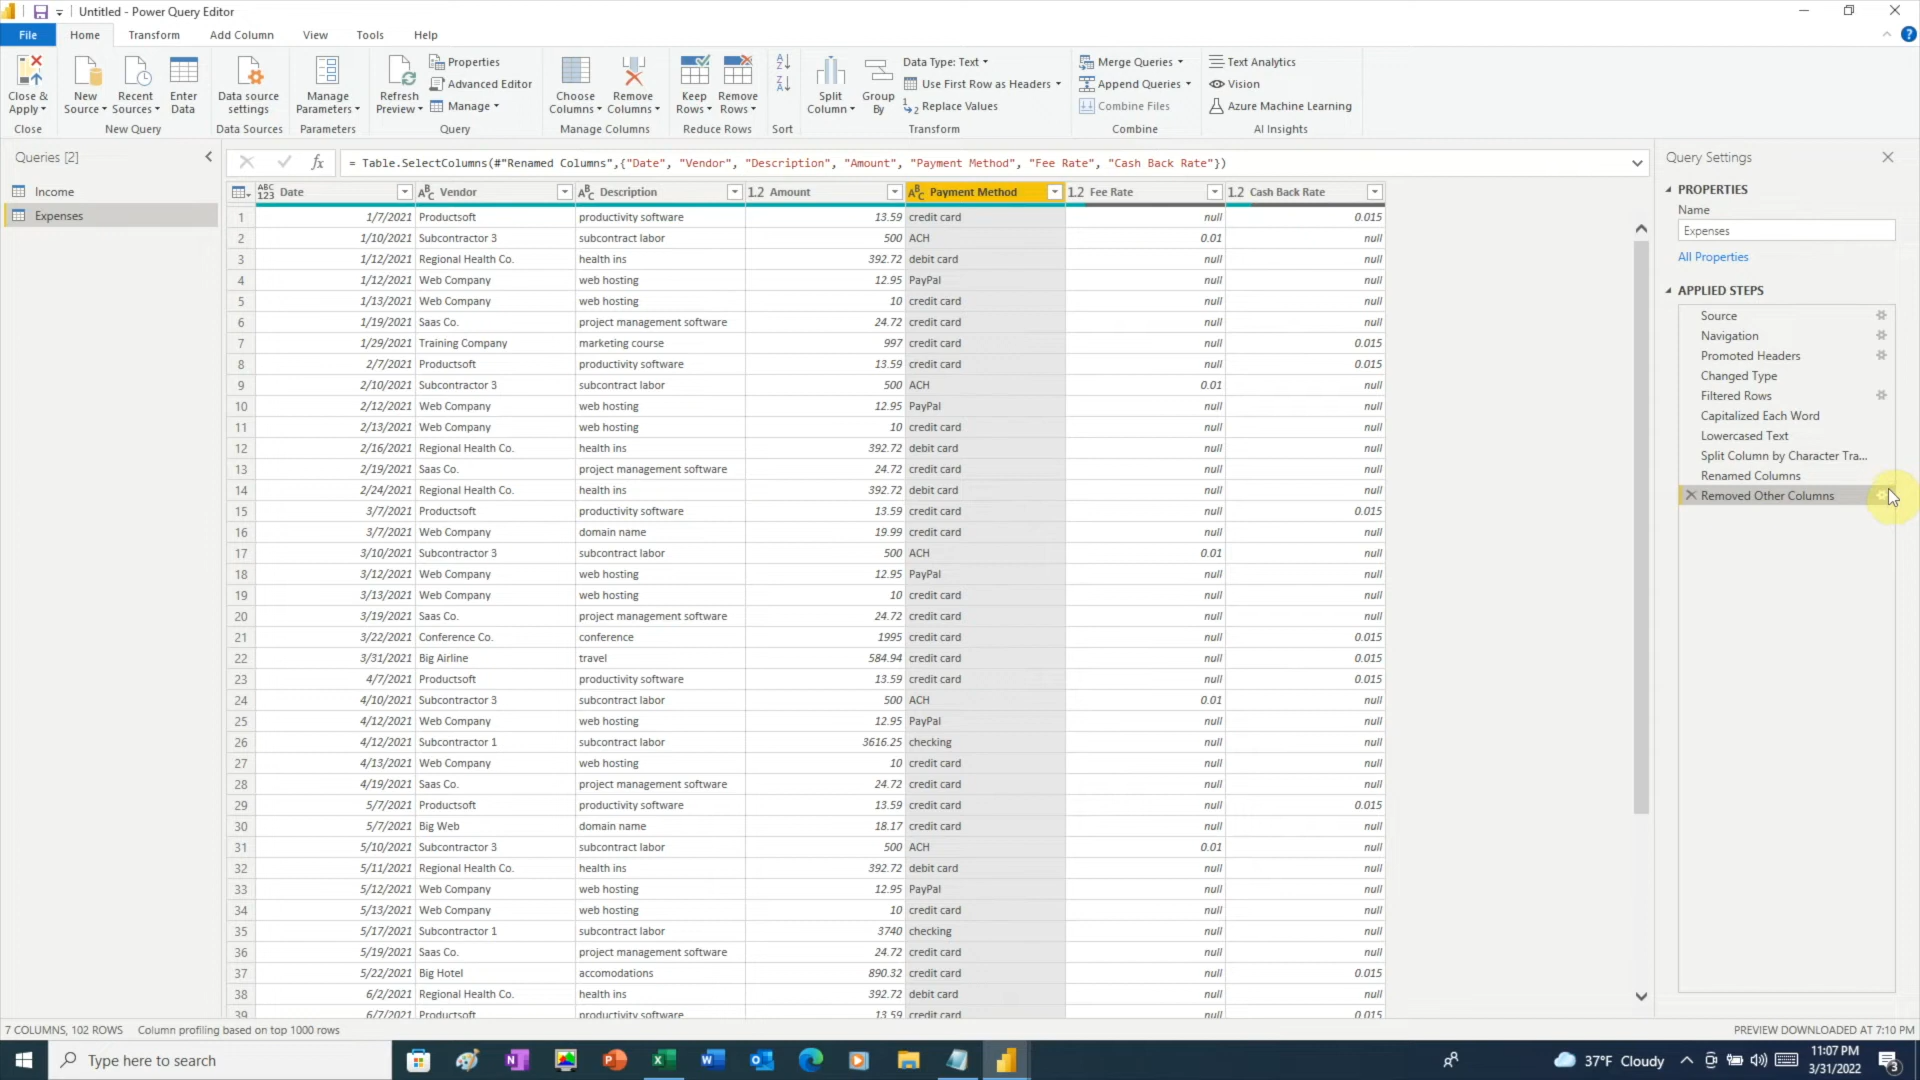 Untitled - Power Query Editor
File Home Transform Add Column View Tools Help
Close & Apply
New Source
Recent Sources
Enter Data
Data source settings
Manage Parameters
Refresh Preview
Properties
Advanced Editor
Manage
Choose Columns
Remove Columns
Keep Rows
Remove Rows
Split Column
Group By
Data Type: Text
Use First Row as Headers
Replace Values
Merge Queries
Append Queries
Combine Files
Text Analytics
Vision
Azure Machine Learning
Close New Query Data Sources Parameters Query Manage Columns Reduce Rows Sort Transform Combine AI Insights
Queries [2]
Income
Expenses
fx = Table.SelectColumns(#"Renamed Columns",{"Date", "Vendor", "Description", "Amount", "Payment Method", "Fee Rate", "Cash Back Rate"})
ABC 123 Date ABC Vendor ABC Description 1.2 Amount ABC Payment Method 1.2 Fee Rate 1.2 Cash Back Rate
1 1/7/2021 Productsoft productivity software 13.59 credit card null 0.015
2 1/10/2021 Subcontractor 3 subcontract labor 500 ACH 0.01 null
3 1/12/2021 Regional Health Co. health ins 392.72 debit card null null
4 1/12/2021 Web Company web hosting 12.95 PayPal null null
5 1/13/2021 Web Company web hosting 10 credit card null null
6 1/19/2021 Saas Co. project management software 24.72 credit card null null
7 1/29/2021 Training Company marketing course 997 credit card null 0.015
8 2/7/2021 Productsoft productivity software 13.59 credit card null 0.015
9 2/10/2021 Subcontractor 3 subcontract labor 500 ACH 0.01 null
10 2/12/2021 Web Company web hosting 12.95 PayPal null null
11 2/13/2021 Web Company web hosting 10 credit card null null
12 2/16/2021 Regional Health Co. health ins 392.72 debit card null null
13 2/19/2021 Saas Co. project management software 24.72 credit card null null
14 2/24/2021 Regional Health Co. health ins 392.72 debit card null null
15 3/7/2021 Productsoft productivity software 13.59 credit card null 0.015
16 3/7/2021 Web Company domain name 19.99 credit card null null
17 3/10/2021 Subcontractor 3 subcontract labor 500 ACH 0.01 null
18 3/12/2021 Web Company web hosting 12.95 PayPal null null
19 3/13/2021 Web Company web hosting 10 credit card null null
20 3/19/2021 Saas Co. project management software 24.72 credit card null null
21 3/22/2021 Conference Co. conference 1995 credit card null 0.015
22 3/31/2021 Big Airline travel 584.94 credit card null 0.015
23 4/7/2021 Productsoft productivity software 13.59 credit card null 0.015
24 4/10/2021 Subcontractor 3 subcontract labor 500 ACH 0.01 null
25 4/12/2021 Web Company web hosting 12.95 PayPal null null
26 4/12/2021 Subcontractor 1 subcontract labor 3616.25 checking null null
27 4/13/2021 Web Company web hosting 10 credit card null null
28 4/19/2021 Saas Co. project management software 24.72 credit card null null
29 5/7/2021 Productsoft productivity software 13.59 credit card null 0.015
30 5/7/2021 Big Web domain name 18.17 credit card null null
31 5/10/2021 Subcontractor 3 subcontract labor 500 ACH 0.01 null
32 5/11/2021 Regional Health Co. health ins 392.72 debit card null null
33 5/12/2021 Web Company web hosting 12.95 PayPal null null
34 5/13/2021 Web Company web hosting 10 credit card null null
35 5/17/2021 Subcontractor 1 subcontract labor 3740 checking null null
36 5/19/2021 Saas Co. project management software 24.72 credit card null null
37 5/22/2021 Big Hotel accomodations 890.32 credit card null 0.015
38 6/2/2021 Regional Health Co. health ins 392.72 debit card null null
39 6/7/2021 Productsoft productivity software 13.59 credit card null 0.015
Query Settings
PROPERTIES
Name
Expenses
All Properties
APPLIED STEPS
Source
Navigation
Promoted Headers
Changed Type
Filtered Rows
Capitalized Each Word
Lowercased Text
Split Column by Character Tra...
Renamed Columns
Removed Other Columns
7 COLUMNS, 102 ROWS Column profiling based on top 1000 rows PREVIEW DOWNLOADED AT 7:10 PM
Type here to search
37°F Cloudy
11:07 PM
3/31/2022
3